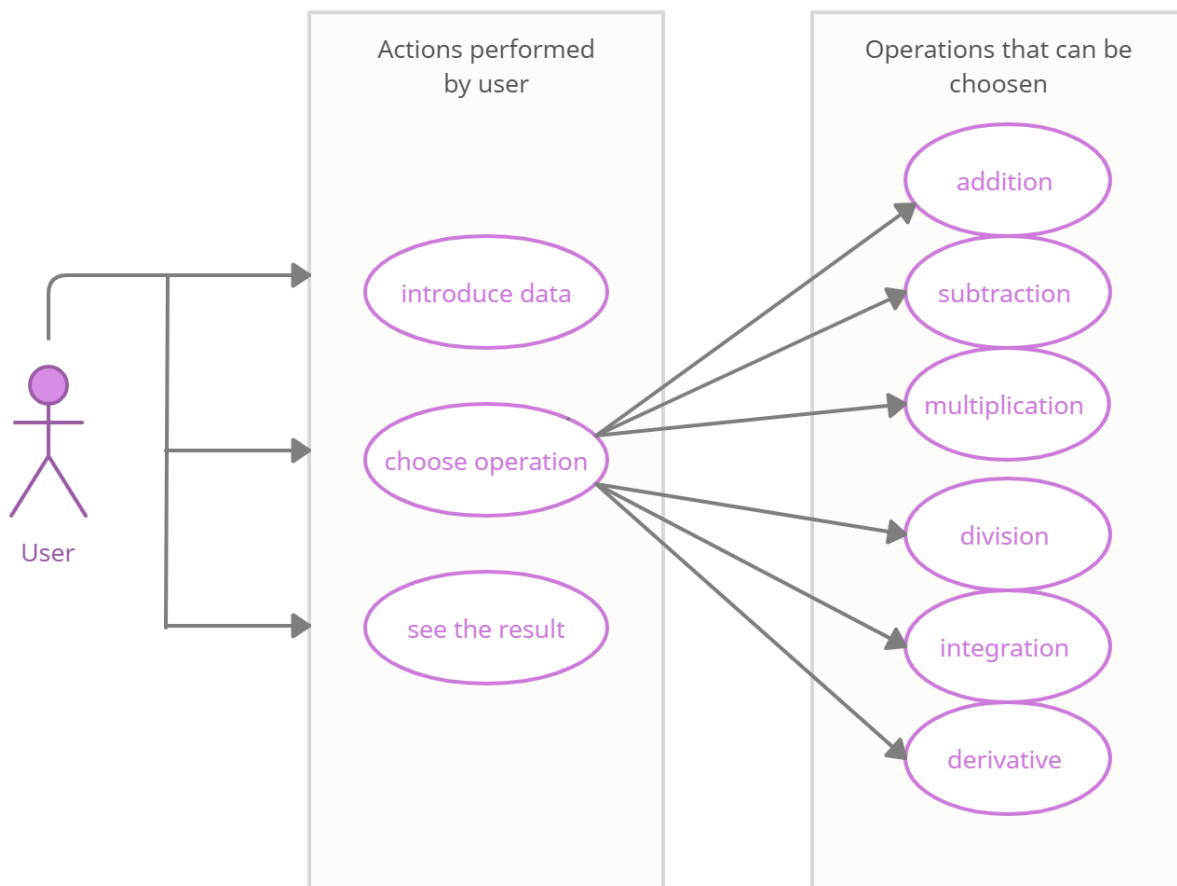 Actions performed
by user
Operations that can be
choosen
addition
introduce data
subtraction
multiplication
choose operation
division
User
see the result
integration
derivative